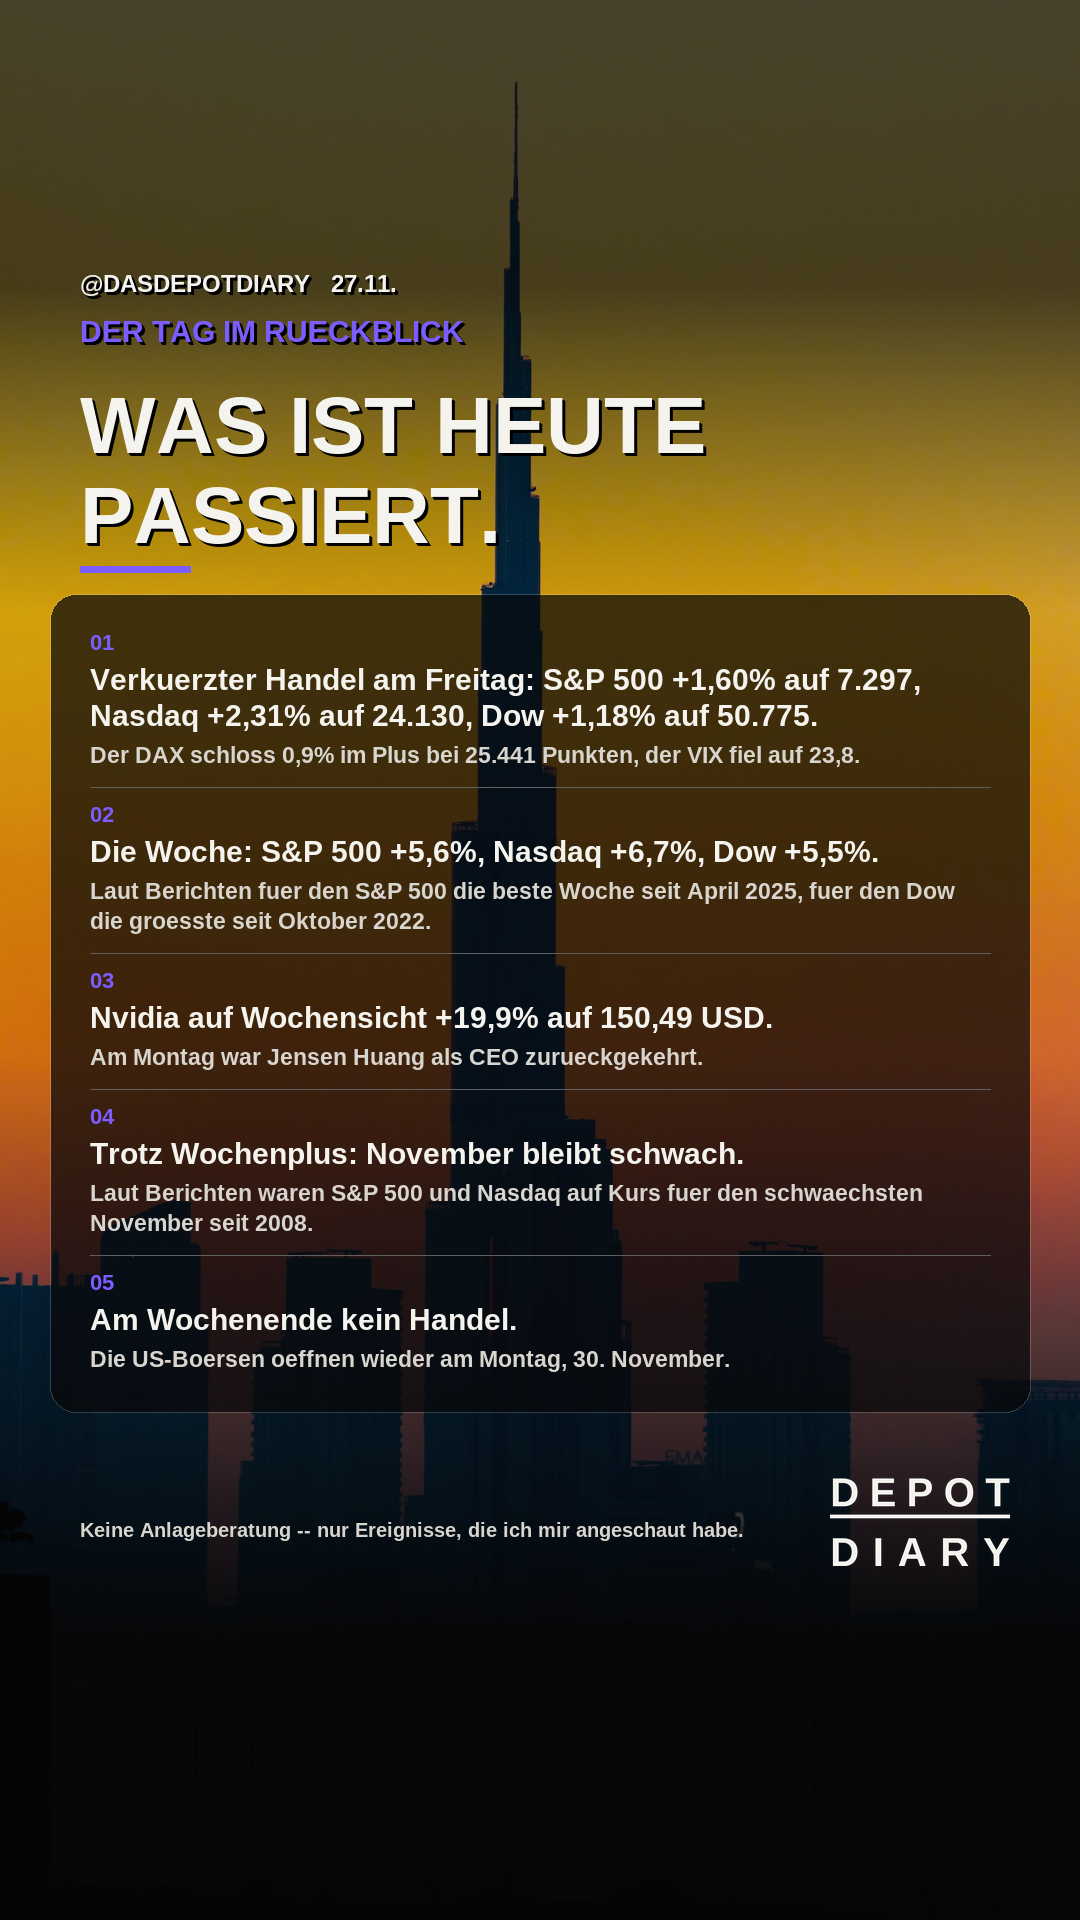 @DASDEPOTDIARY 27.11.
DER TAG IM RUECKBLICK
WAS IST HEUTE
PASSIERT.
01
Verkuerzter Handel am Freitag: S&P 500 +1,60% auf 7.297,
Nasdaq +2,31% auf 24.130, Dow +1,18% auf 50.775.
Der DAX schloss 0,9% im Plus bei 25.441 Punkten, der VIX fiel auf 23,8.
02
Die Woche: S&P 500 +5,6%, Nasdaq +6,7%, Dow +5,5%.
Laut Berichten fuer den S&P 500 die beste Woche seit April 2025, fuer den Dow
die groesste seit Oktober 2022.
03
Nvidia auf Wochensicht +19,9% auf 150,49 USD.
Am Montag war Jensen Huang als CEO zurueckgekehrt.
04
Trotz Wochenplus: November bleibt schwach.
Laut Berichten waren S&P 500 und Nasdaq auf Kurs fuer den schwaechsten
November seit 2008.
05
Am Wochenende kein Handel.
Die US-Boersen oeffnen wieder am Montag, 30. November.
Keine Anlageberatung -- nur Ereignisse, die ich mir angeschaut habe.
DEPOT
DIARY